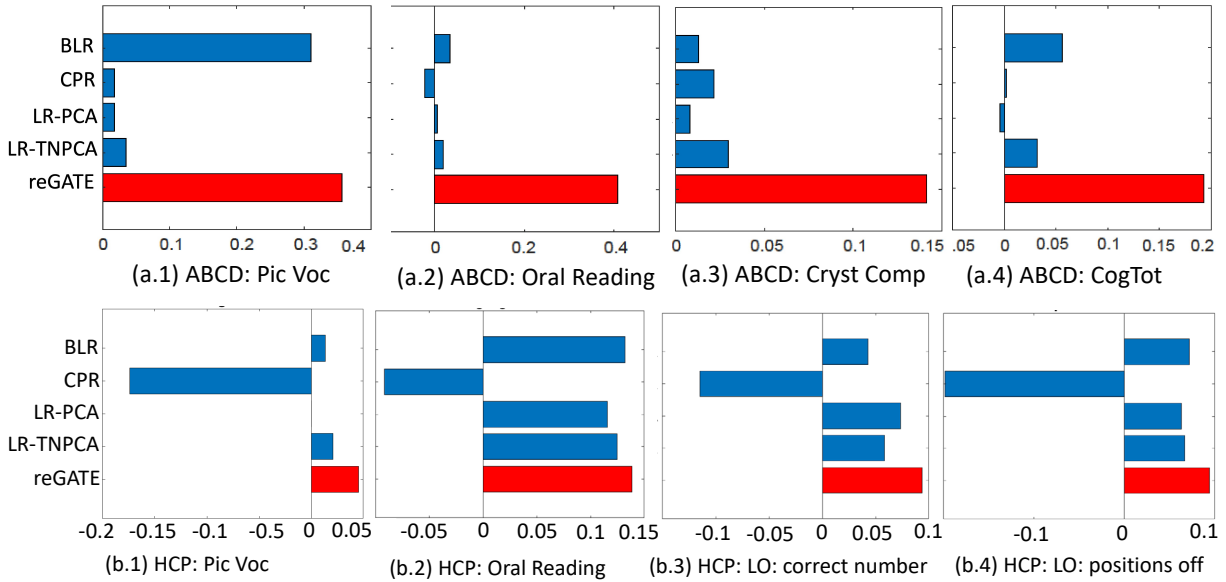 BLR
CPR
LR-PCA
LR-TNPCA
reGATE
0 0.1 0.2 0.3 0.4
0 0.2 0.4
0 0.05 0.1 0.15
.05 0 0.05 0.1 0.15 0.2
(a.1) ABCD: Pic Voc
(a.2) ABCD: Oral Reading
(a.3) ABCD: Cryst Comp
(a.4) ABCD: CogTot
BLR
CPR
LR-PCA
LR-TNPCA
reGATE
-0.2 -0.15 -0.1 -0.05 0 0.05
-0.05 0 0.05 0.1 0.15
-0.1 -0.05 0 0.05 0.1
-0.1 0 0.1
(b.1) HCP: Pic Voc
(b.2) HCP: Oral Reading
(b.3) HCP: LO: correct number
(b.4) HCP: LO: positions off